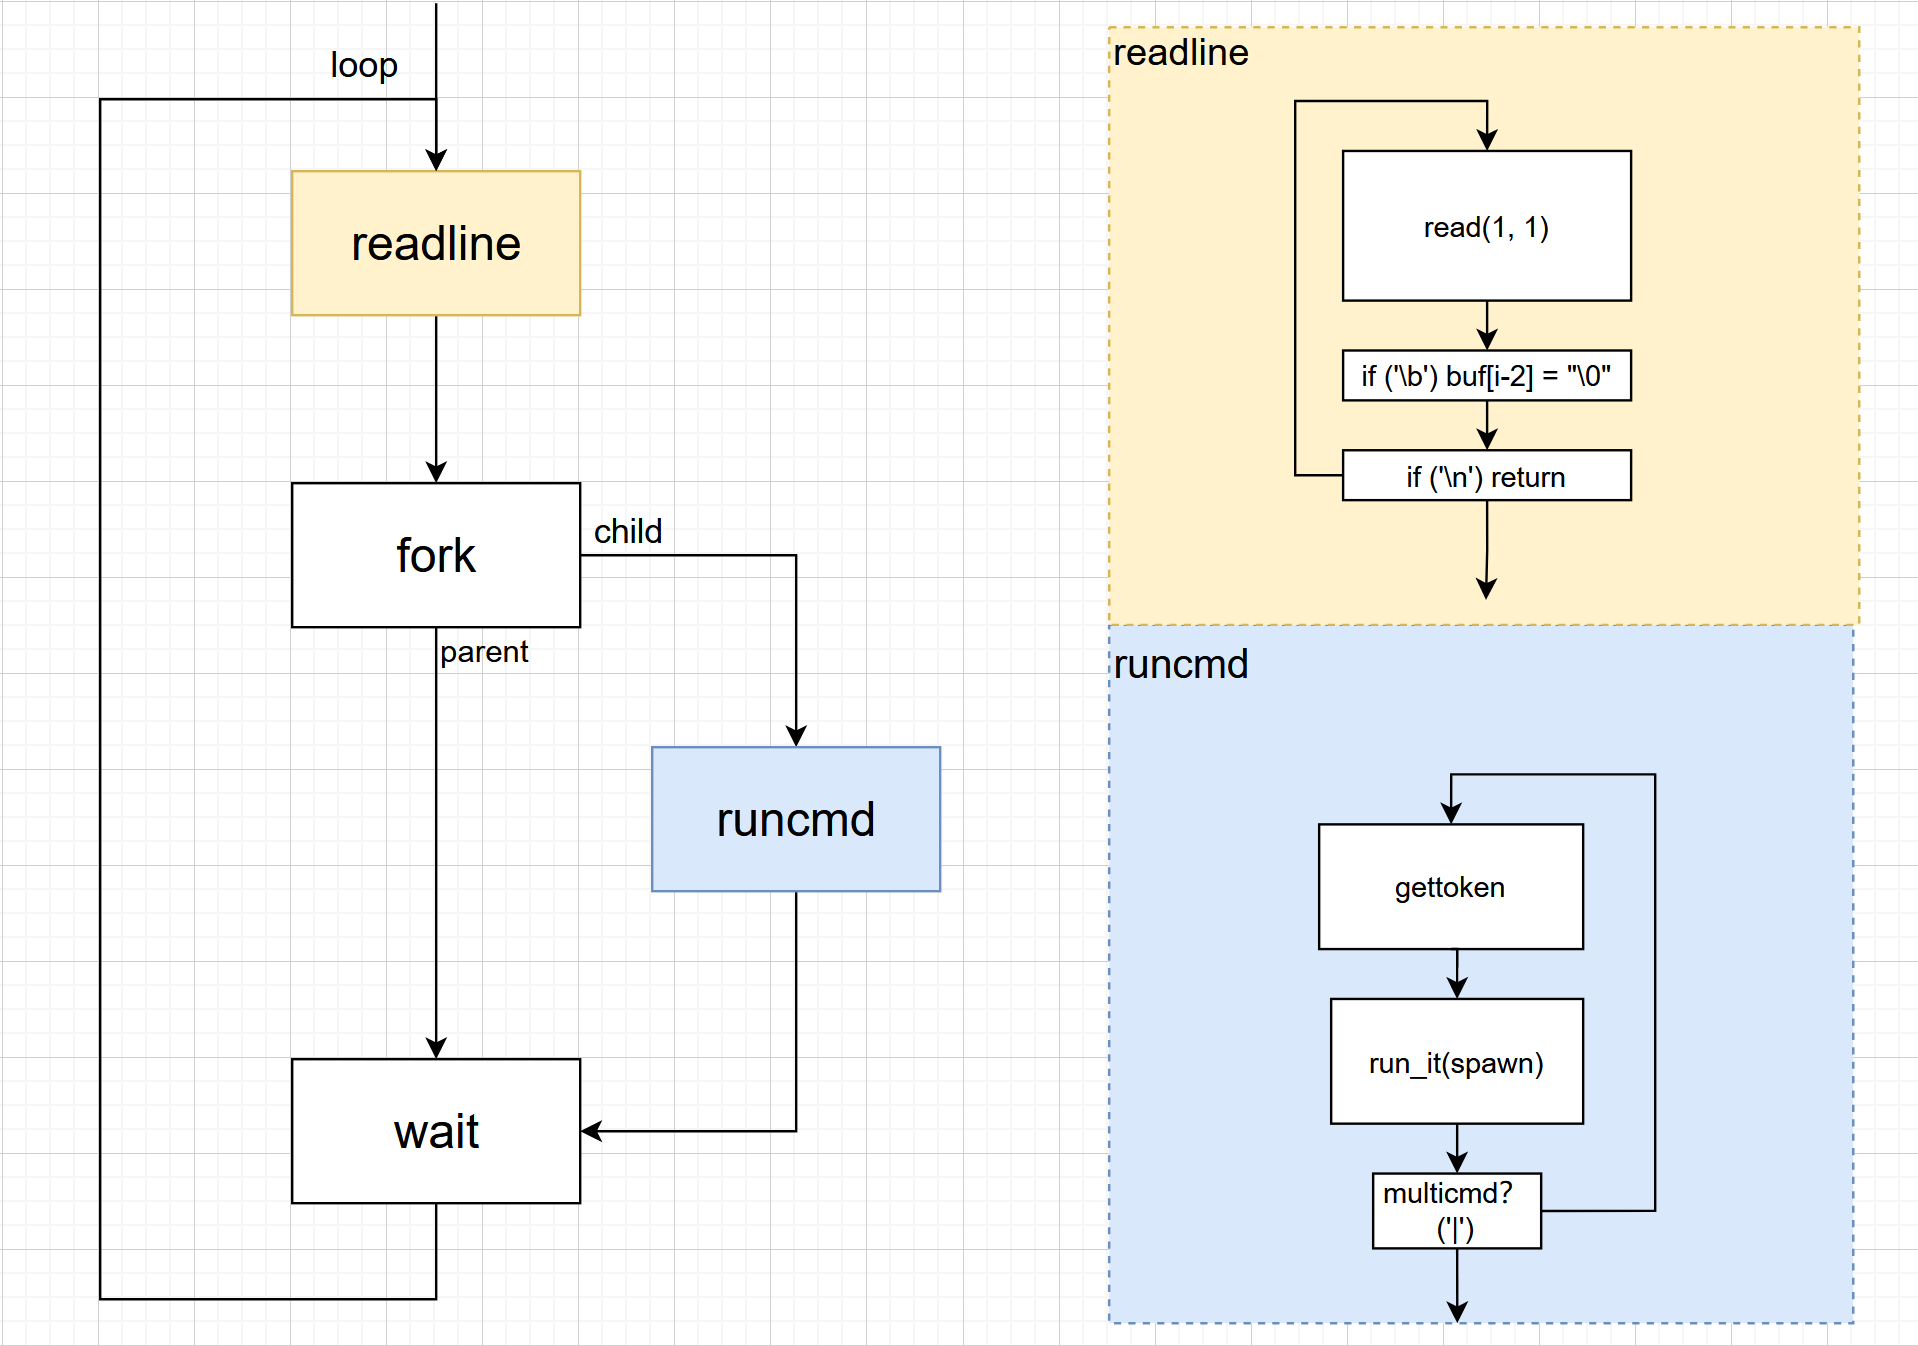 loop
readline
fork
child
parent
runcmd
wait
readline
read(1, 1)
if ('\b') buf[i-2] = "\0"
if ('\n') return
runcmd
gettoken
run_it(spawn)
multicmd?
('|')